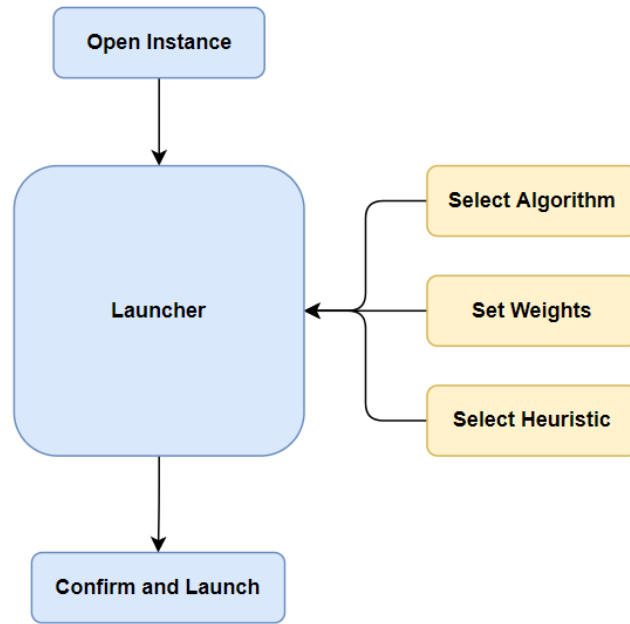 Open Instance
Select Algorithm
Launcher
Set Weights
Select Heuristic
Confirm and Launch